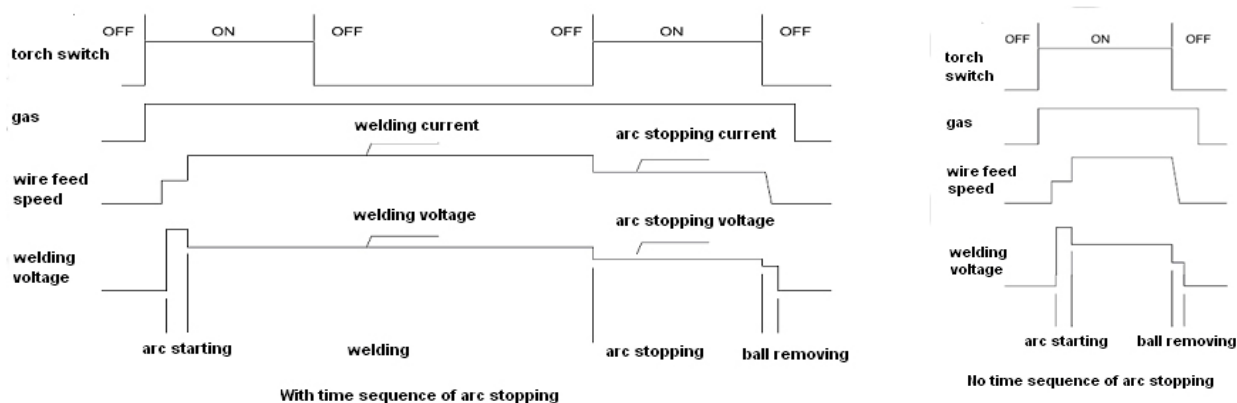 OFF ON OFF OFF ON OFF
torch switch
gas
welding current
arc stopping current
wire feed
speed
welding voltage
arc stopping voltage
welding
voltage
arc starting welding arc stopping ball removing
With time sequence of arc stopping
OFF ON OFF
torch
switch
gas
wire feed
speed
welding
voltage
arc starting ball removing
No time sequence of arc stopping